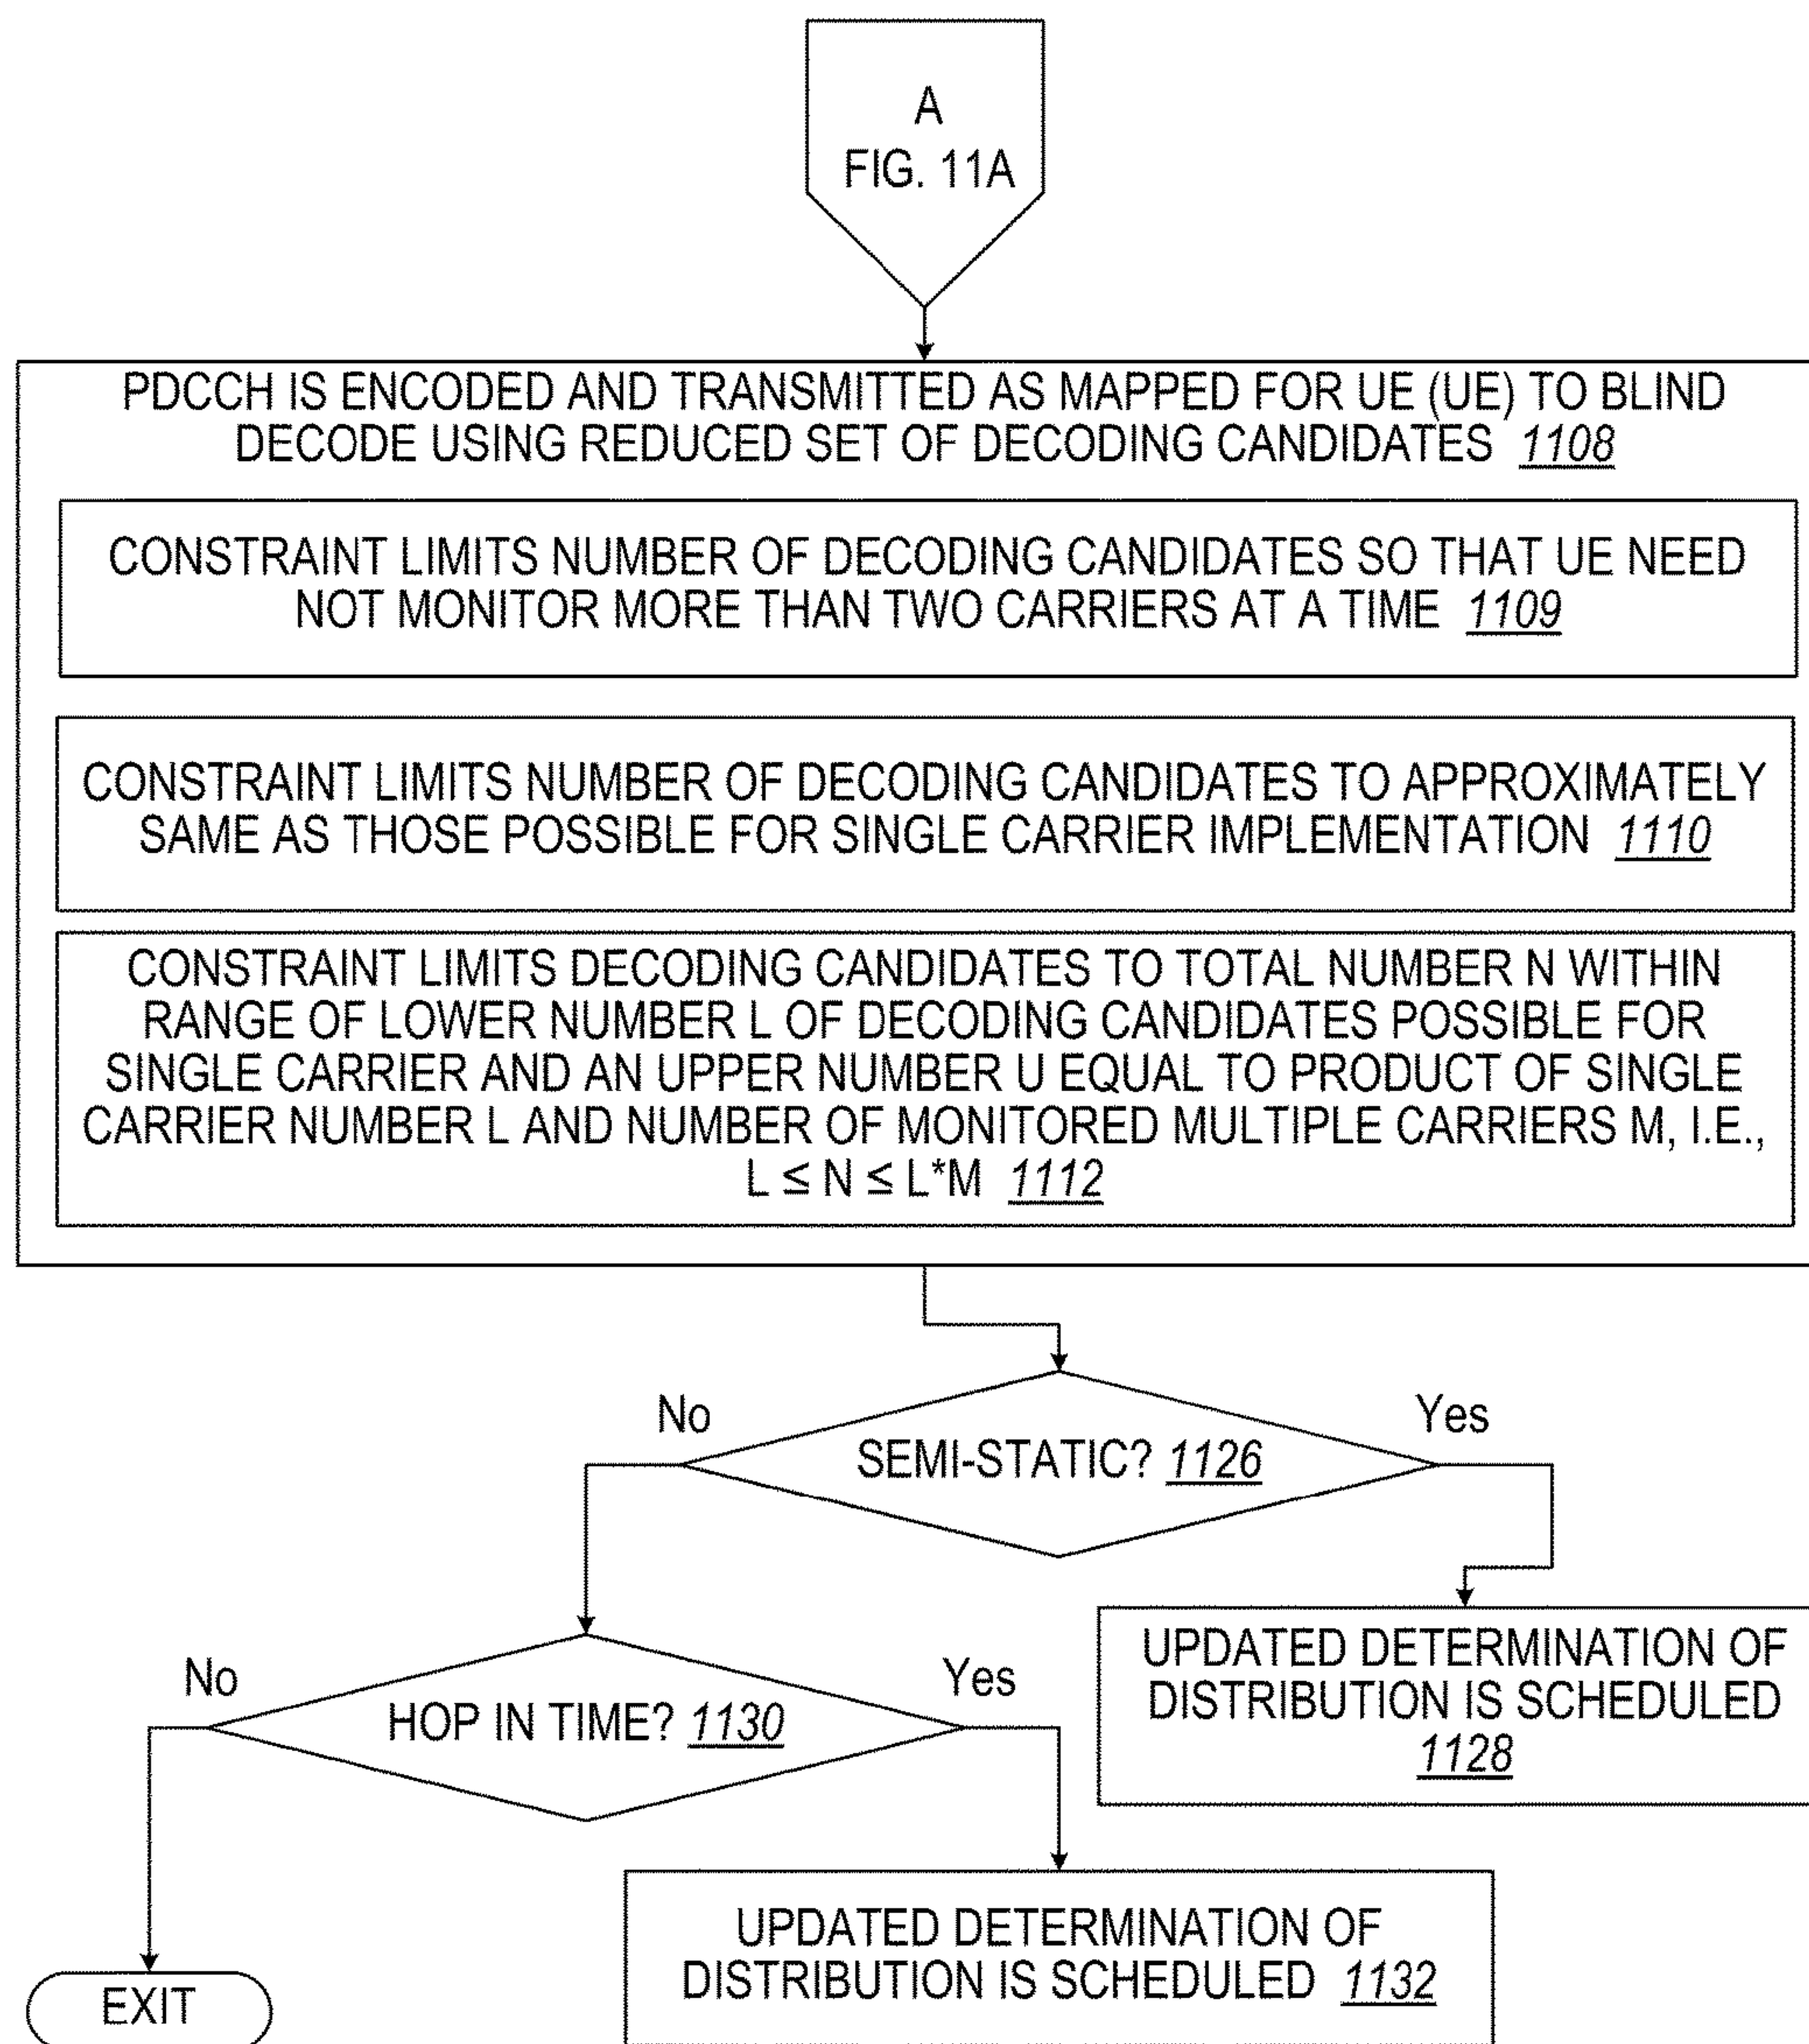 A
FIG. 11A
PDCCH IS ENCODED AND TRANSMITTED AS MAPPED FOR UE (UE) TO BLIND
DECODE USING REDUCED SET OF DECODING CANDIDATES 1108
CONSTRAINT LIMITS NUMBER OF DECODING CANDIDATES SO THAT UE NEED
NOT MONITOR MORE THAN TWO CARRIERS AT A TIME 1109
CONSTRAINT LIMITS NUMBER OF DECODING CANDIDATES TO APPROXIMATELY
SAME AS THOSE POSSIBLE FOR SINGLE CARRIER IMPLEMENTATION 1110
CONSTRAINT LIMITS DECODING CANDIDATES TO TOTAL NUMBER N WITHIN
RANGE OF LOWER NUMBER L OF DECODING CANDIDATES POSSIBLE FOR
SINGLE CARRIER AND AN UPPER NUMBER U EQUAL TO PRODUCT OF SINGLE
CARRIER NUMBER L AND NUMBER OF MONITORED MULTIPLE CARRIERS M, I.E.,
L ≤ N ≤ L*M 1112
No
Yes
SEMI-STATIC? 1126
UPDATED DETERMINATION OF
DISTRIBUTION IS SCHEDULED
1128
No
Yes
HOP IN TIME? 1130
UPDATED DETERMINATION OF
DISTRIBUTION IS SCHEDULED 1132
EXIT